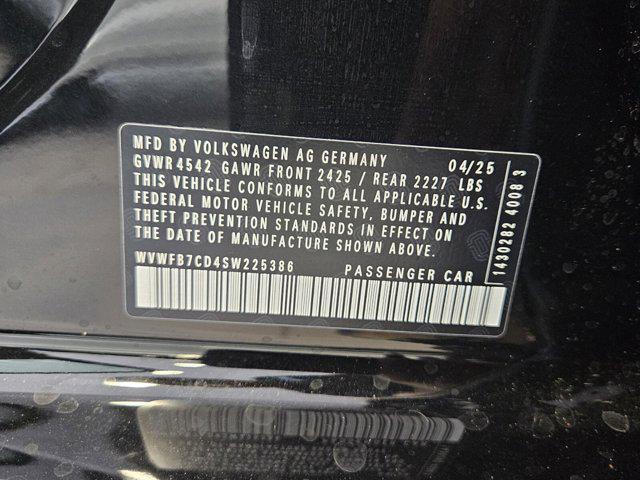 MFD BY VOLKSWAGEN AG GERMANY 04/25
GVWR 4542 GAWR FRONT 2425 / REAR 2227 LBS
THIS VEHICLE CONFORMS TO ALL APPLICABLE U.S.
FEDERAL MOTOR VEHICLE SAFETY, BUMPER AND
THEFT PREVENTION STANDARDS IN EFFECT ON
THE DATE OF MANUFACTURE SHOWN ABOVE.
WVWFB7CD4SW225386 PASSENGER CAR
1430282 4008 3